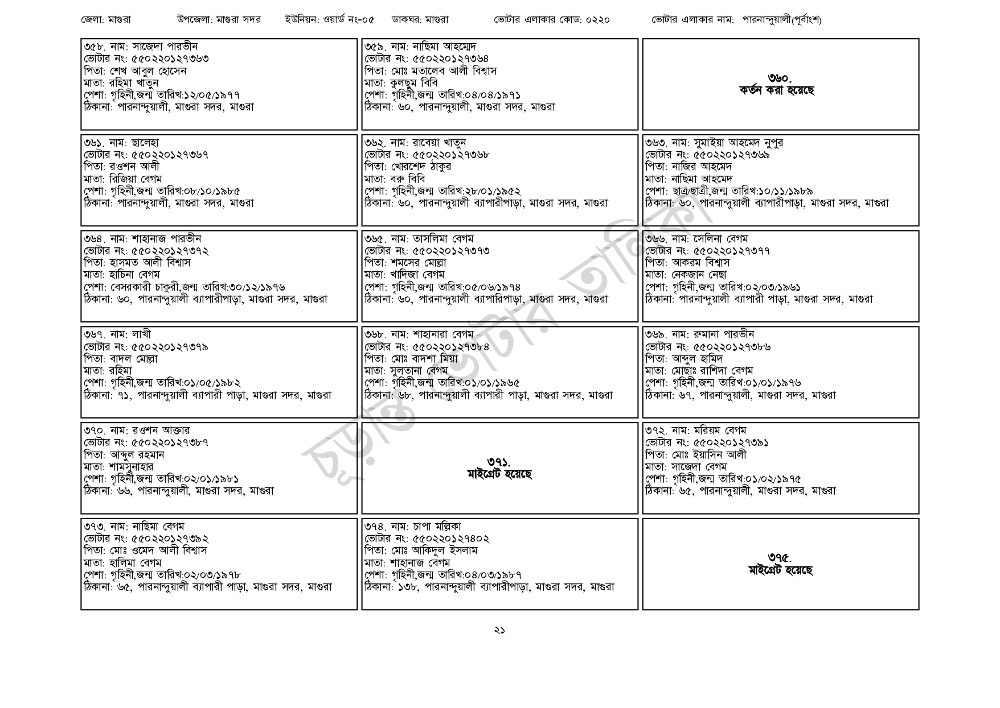 জেলা: মাগুরা উপজেলা: মাগুরা সদর ইউনিয়ন: ওয়ার্ড নং-০৫ ডাকঘর: মাগুরা ভোটার এলাকার কোড: ০২২০ ভোটার এলাকার নাম: পারনান্দুয়ালী(পূর্বাংশ)
৩৫৮. নাম: সাজেদা পারভীন
ভোটার নং: ৫৫০২২০১২৭৩৬৩
পিতা: শেখ আবুল হোসেন
মাতা: রহিমা খাতুন
পেশা: গৃহিনী,জন্ম তারিখ:১২/০৫/১৯৭৭
ঠিকানা: পারনান্দুয়ালী, মাগুরা সদর, মাগুরা
৩৫৯. নাম: নাছিমা আহম্মেদ
ভোটার নং: ৫৫০২২০১২৭৩৬৪
পিতা: মোঃ মতালেব আলী বিশ্বাস
মাতা: কুলছুম বিবি
পেশা: গৃহিনী,জন্ম তারিখ:০৪/০৪/১৯৭১
ঠিকানা: ৬০, পারনান্দুয়ালী, মাগুরা সদর, মাগুরা
৩৬০.
কর্তন করা হয়েছে
৩৬১. নাম: ছালেহা
ভোটার নং: ৫৫০২২০১২৭৩৬৭
পিতা: রওশন আলী
মাতা: রিজিয়া বেগম
পেশা: গৃহিনী,জন্ম তারিখ:০৮/১০/১৯৮৫
ঠিকানা: পারনান্দুয়ালী, মাগুরা সদর, মাগুরা
৩৬২. নাম: রাবেয়া খাতুন
ভোটার নং: ৫৫০২২০১২৭৩৬৮
পিতা: খোরশেদ ঠাকুর
মাতা: বরু বিবি
পেশা: গৃহিনী,জন্ম তারিখ:২৮/০১/১৯৫২
ঠিকানা: ৬০, পারনান্দুয়ালী ব্যাপারীপাড়া, মাগুরা সদর, মাগুরা
৩৬৩. নাম: সুমাইয়া আহমেদ নুপুর
ভোটার নং: ৫৫০২২০১২৭৩৬৯
পিতা: নাজির আহমেদ
মাতা: নাছিমা আহমেদ
পেশা: ছাত্র/ছাত্রী,জন্ম তারিখ:১০/১১/১৯৮৯
ঠিকানা: ৬০, পারনান্দুয়ালী ব্যাপারীপাড়া, মাগুরা সদর, মাগুরা
৩৬৪. নাম: শাহানাজ পারভীন
ভোটার নং: ৫৫০২২০১২৭৩৭২
পিতা: হাসমত আলী বিশ্বাস
মাতা: হাচিনা বেগম
পেশা: বেসরকারী চাকুরী,জন্ম তারিখ:৩০/১২/১৯৭৬
ঠিকানা: ৬০, পারনান্দুয়ালী ব্যাপারীপাড়া, মাগুরা সদর, মাগুরা
৩৬৫. নাম: তাসলিমা বেগম
ভোটার নং: ৫৫০২২০১২৭৩৭৩
পিতা: শমসের মোল্লা
মাতা: খাদিজা বেগম
পেশা: গৃহিনী,জন্ম তারিখ:০৫/০৬/১৯৭৪
ঠিকানা: ৬০, পারনান্দুয়ালী ব্যাপারিপাড়া, মাগুরা সদর, মাগুরা
৩৬৬. নাম: সেলিনা বেগম
ভোটার নং: ৫৫০২২০১২৭৩৭৭
পিতা: আকরম বিশ্বাস
মাতা: নেকজান নেছা
পেশা: গৃহিনী,জন্ম তারিখ:০২/০৩/১৯৬১
ঠিকানা: পারনান্দুয়ালী ব্যাপারী পাড়া, মাগুরা সদর, মাগুরা
৩৬৭. নাম: লাখী
ভোটার নং: ৫৫০২২০১২৭৩৭৯
পিতা: বাদল মোল্লা
মাতা: রহিমা
পেশা: গৃহিনী,জন্ম তারিখ:০১/০৫/১৯৮২
ঠিকানা: ৭১, পারনান্দুয়ালী ব্যাপারী পাড়া, মাগুরা সদর, মাগুরা
৩৬৮. নাম: শাহানারা বেগম
ভোটার নং: ৫৫০২২০১২৭৩৮৪
পিতা: মোঃ বাদশা মিয়া
মাতা: সুলতানা বেগম
পেশা: গৃহিনী,জন্ম তারিখ:০১/০১/১৯৬৫
ঠিকানা: ৬৮, পারনান্দুয়ালী ব্যাপারী পাড়া, মাগুরা সদর, মাগুরা
৩৬৯. নাম: রুমানা পারভীন
ভোটার নং: ৫৫০২২০১২৭৩৮৬
পিতা: আব্দুল হামিদ
মাতা: মোছাঃ রাশিদা বেগম
পেশা: গৃহিনী,জন্ম তারিখ:০১/০১/১৯৭৬
ঠিকানা: ৬৭, পারনান্দুয়ালী, মাগুরা সদর, মাগুরা
৩৭০. নাম: রওশন আক্তার
ভোটার নং: ৫৫০২২০১২৭৩৮৭
পিতা: আব্দুল রহমান
মাতা: শামসুনাহার
পেশা: গৃহিনী,জন্ম তারিখ:০২/০১/১৯৮১
ঠিকানা: ৬৬, পারনান্দুয়ালী, মাগুরা সদর, মাগুরা
৩৭১.
মাইগ্রেট হয়েছে
৩৭২. নাম: মরিয়ম বেগম
ভোটার নং: ৫৫০২২০১২৭৩৯১
পিতা: মোঃ ইয়াসিন আলী
মাতা: সাজেদা বেগম
পেশা: গৃহিনী,জন্ম তারিখ:০১/০২/১৯৭৫
ঠিকানা: ৬৫, পারনান্দুয়ালী, মাগুরা সদর, মাগুরা
৩৭৩. নাম: নাছিমা বেগম
ভোটার নং: ৫৫০২২০১২৭৩৯২
পিতা: মোঃ ওমেদ আলী বিশ্বাস
মাতা: হালিমা বেগম
পেশা: গৃহিনী,জন্ম তারিখ:০২/০৩/১৯৭৮
ঠিকানা: ৬৫, পারনান্দুয়ালী ব্যাপারী পাড়া, মাগুরা সদর, মাগুরা
৩৭৪. নাম: চাপা মল্লিকা
ভোটার নং: ৫৫০২২০১২৭৪০২
পিতা: মোঃ আকিদুল ইসলাম
মাতা: শাহানাজ বেগম
পেশা: গৃহিনী,জন্ম তারিখ:০৪/০৩/১৯৮৭
ঠিকানা: ১৩৮, পারনান্দুয়ালী ব্যাপারীপাড়া, মাগুরা সদর, মাগুরা
৩৭৫.
মাইগ্রেট হয়েছে
চূড়ান্ত ভোটার তালিকা
২১